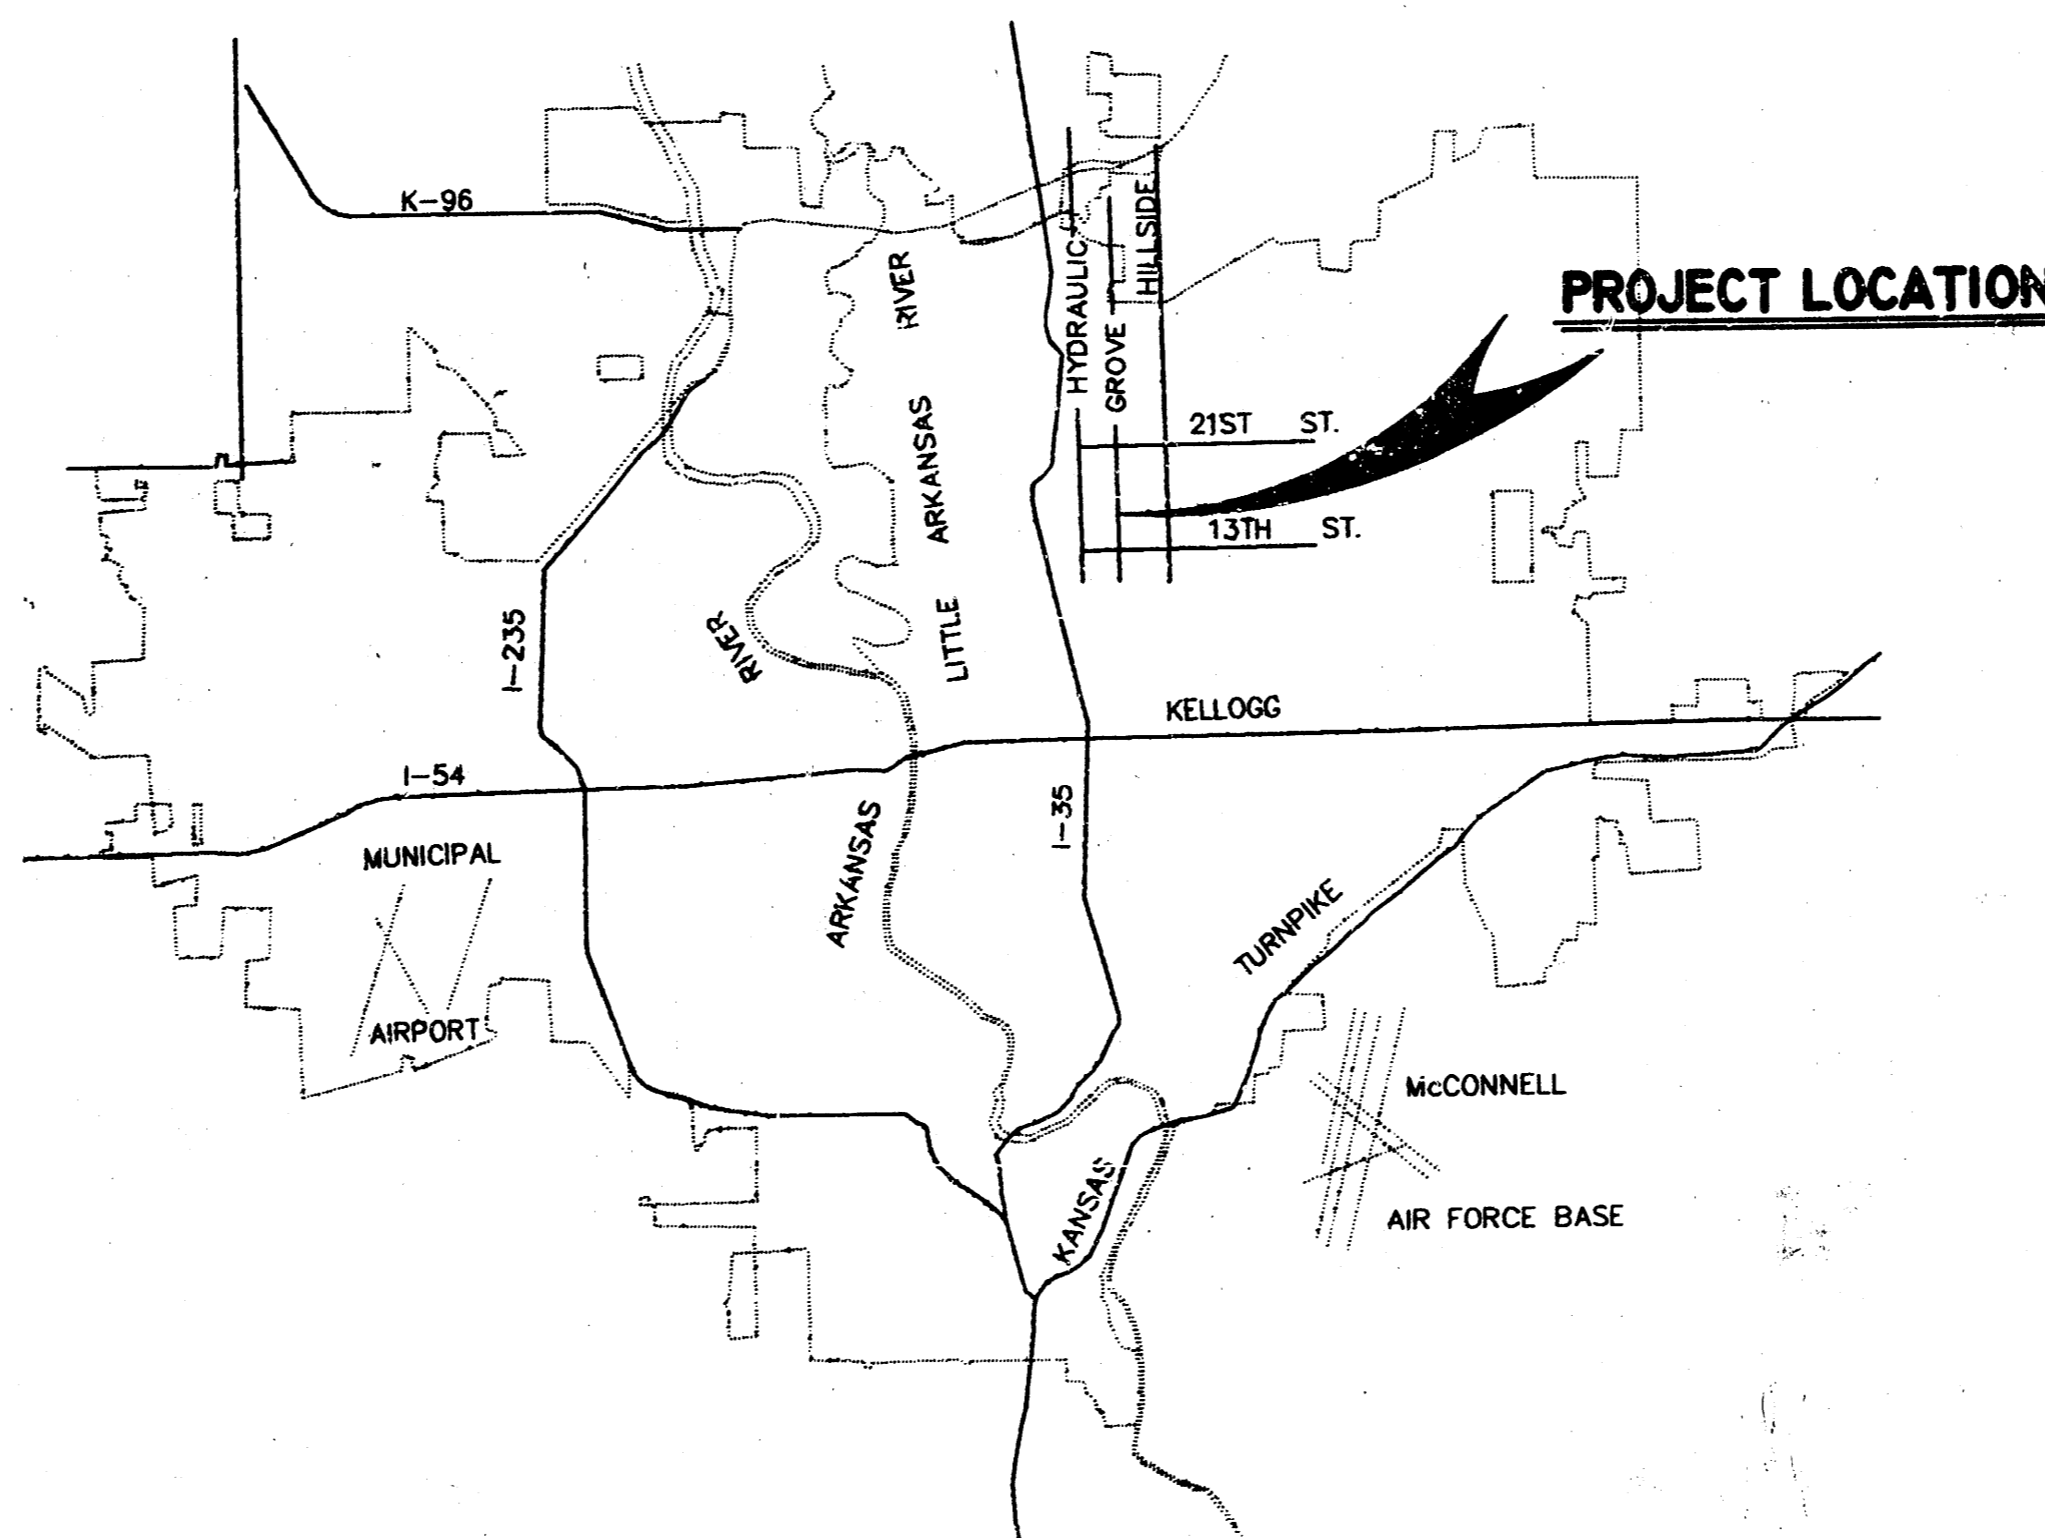 K-96
RIVER
HYDRAULIC
GROVE
HILLSIDE
PROJECT LOCATION
21ST ST.
13TH ST.
ARKANSAS
LITTLE
I-235
RIVER
KELLOGG
I-54
I-35
MUNICIPAL
ARKANSAS
TURNPIKE
AIRPORT
McCONNELL
KANSAS
AIR FORCE BASE